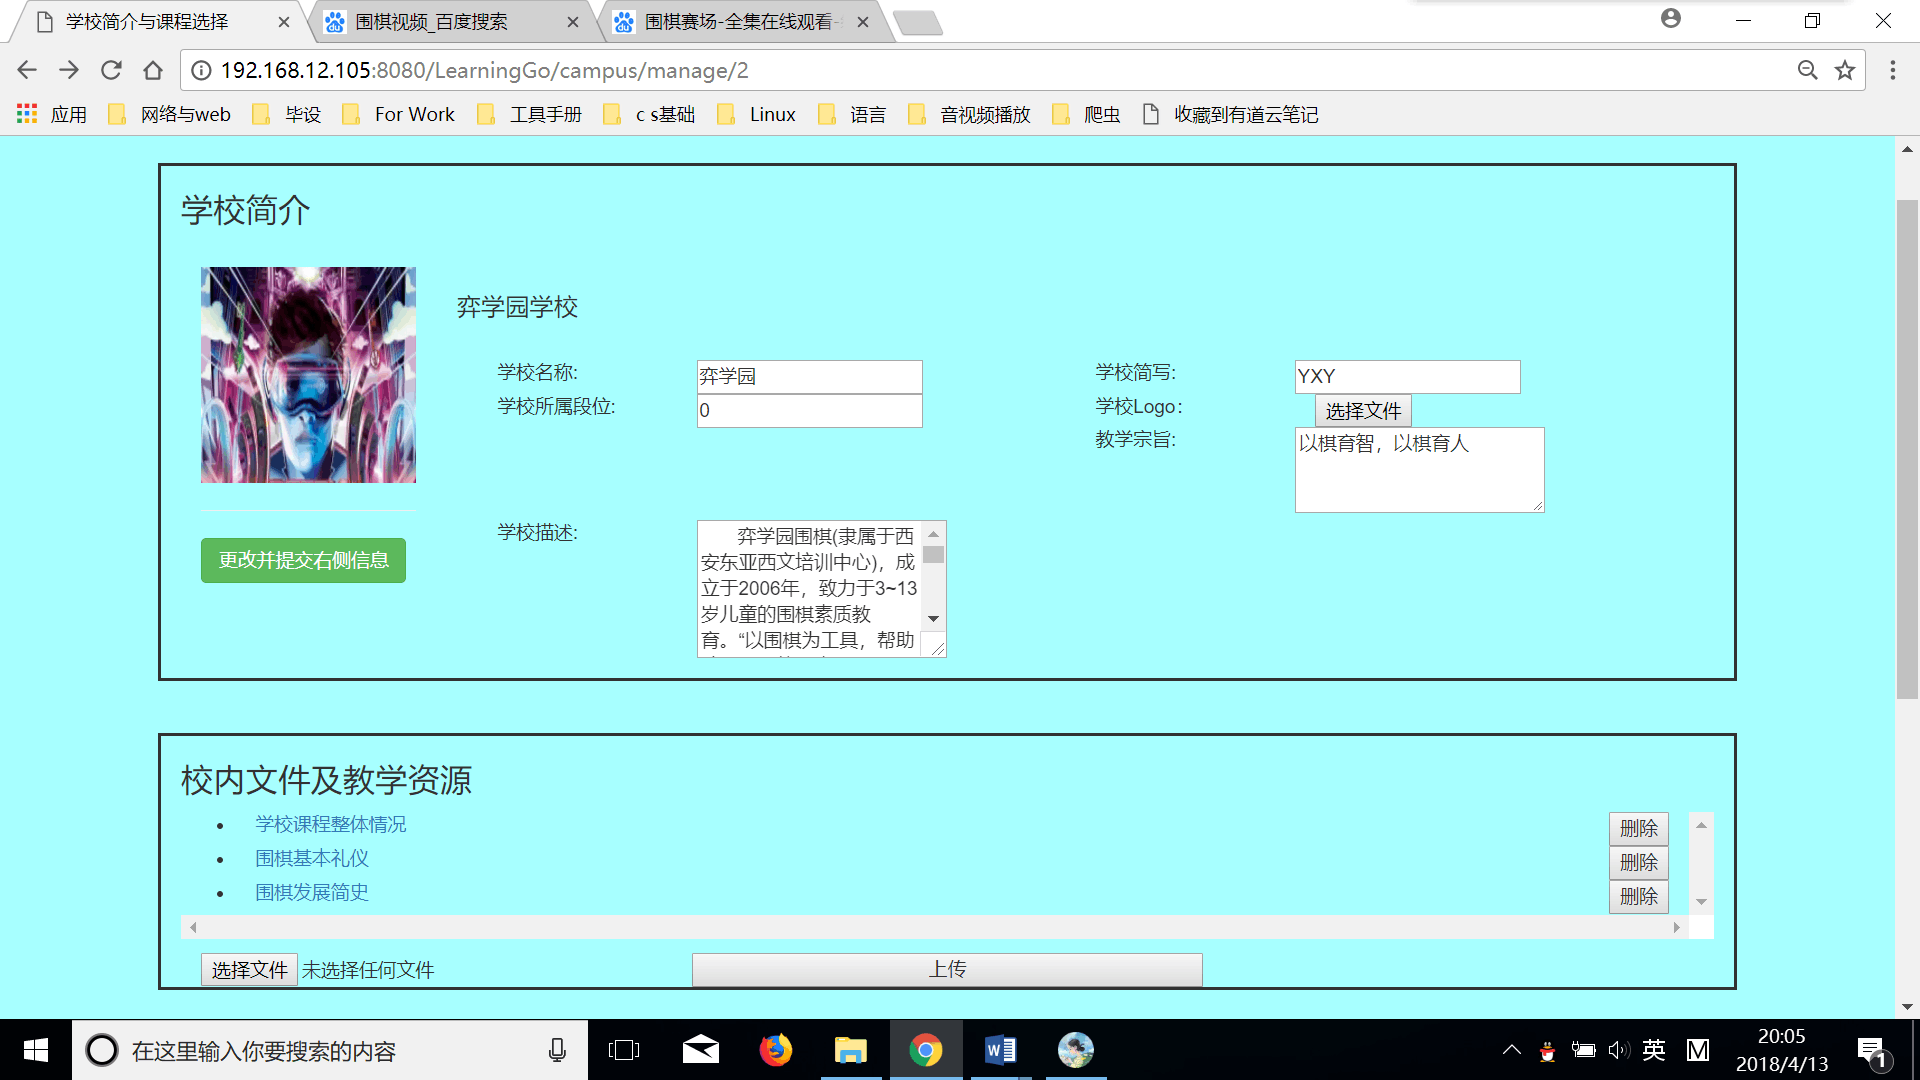 学校简介与课程选择
围棋视频_百度搜索
围棋赛场-全集在线观看-
192.168.12.105:8080/LearningGo/campus/manage/2
应用
网络与web
毕设
For Work
工具手册
c s基础
Linux
语言
音视频播放
爬虫
收藏到有道云笔记
学校简介
弈学园学校
学校名称:
弈学园
学校简写:
YXY
学校所属段位:
0
学校Logo：
选择文件
教学宗旨:
以棋育智，以棋育人
更改并提交右侧信息
学校描述:
弈学园围棋(隶属于西
安东亚西文培训中心)，成
立于2006年，致力于3~13
岁儿童的围棋素质教
育。“以围棋为工具，帮助
校内文件及教学资源
学校课程整体情况
删除
围棋基本礼仪
删除
围棋发展简史
删除
选择文件 未选择任何文件
上传
在这里输入你要搜索的内容
英
M
20:05
2018/4/13
1